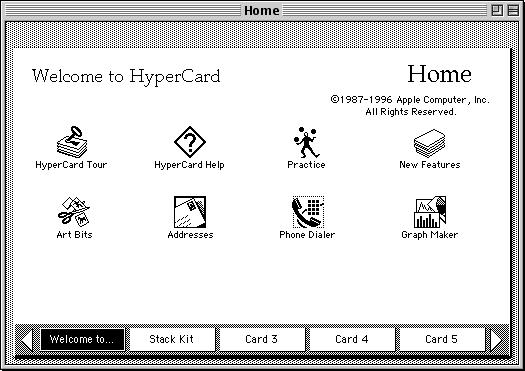 Home
Welcome to HyperCard
Home
©1987-1996 Apple Computer, Inc.
All Rights Reserved.
HyperCard Tour
HyperCard Help
Practice
New Features
Art Bits
Addresses
Phone Dialer
Graph Maker
Welcome to...
Stack Kit
Card 3
Card 4
Card 5